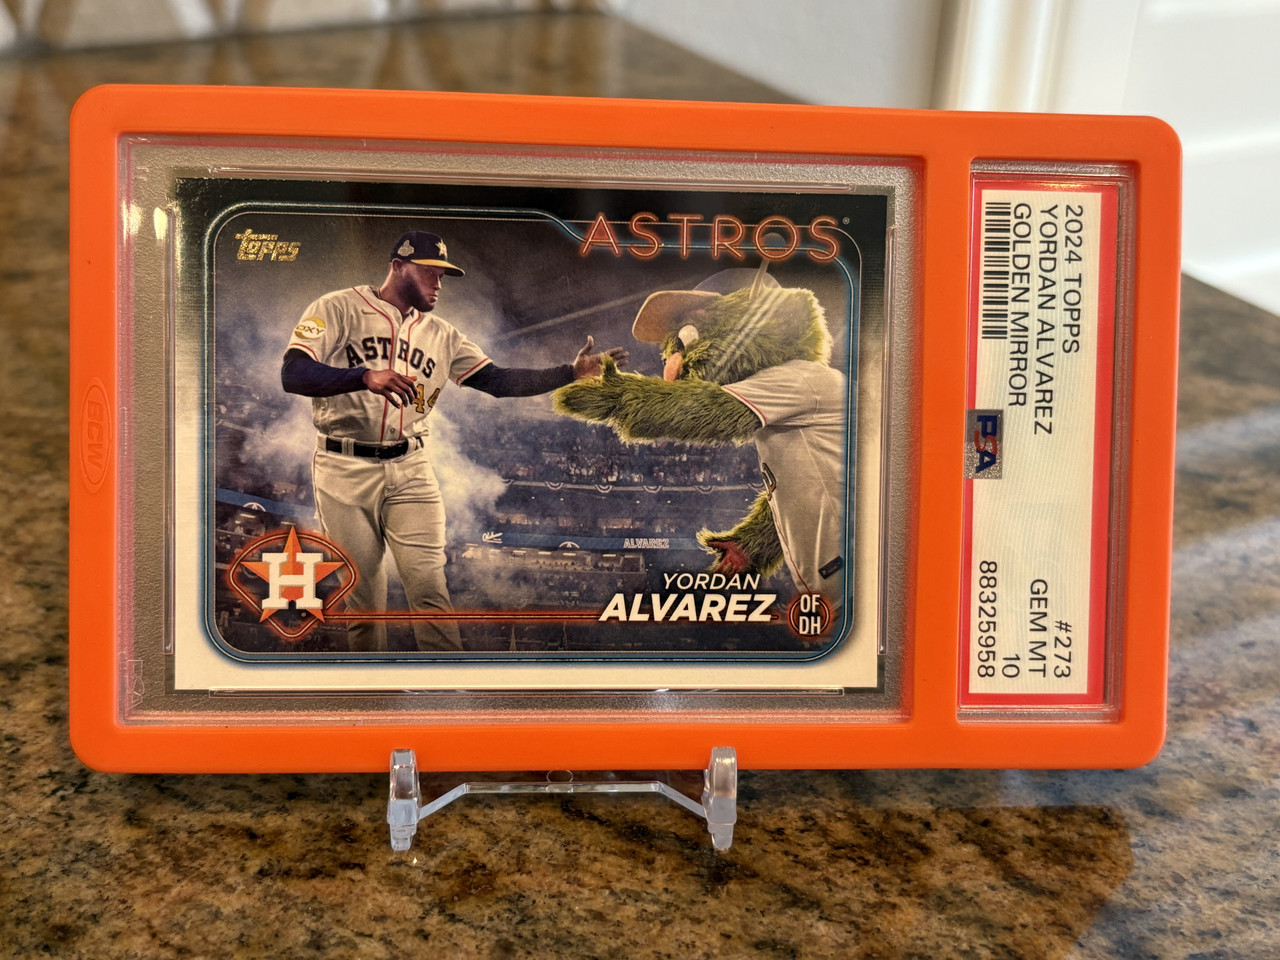 TOPPS
ASTROS
OXY
ASTROS
44
ALVAREZ
H
YORDAN
ALVAREZ
OF
DH
ECW
2024 TOPPS
YORDAN ALVAREZ
GOLDEN MIRROR
#273
GEM MT
10
88325958
PSA